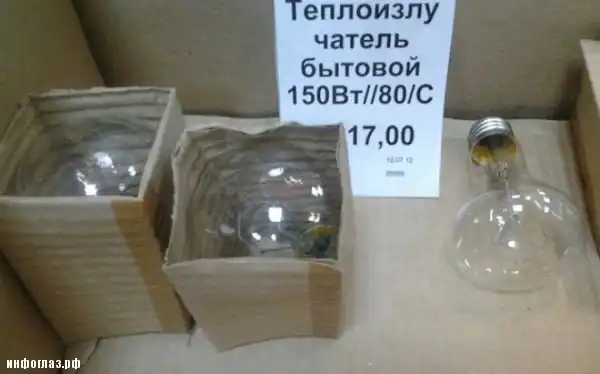 Теплоизлу
чатель
бытовой
150Вт//80/С
17,00
инфоглаз.рф